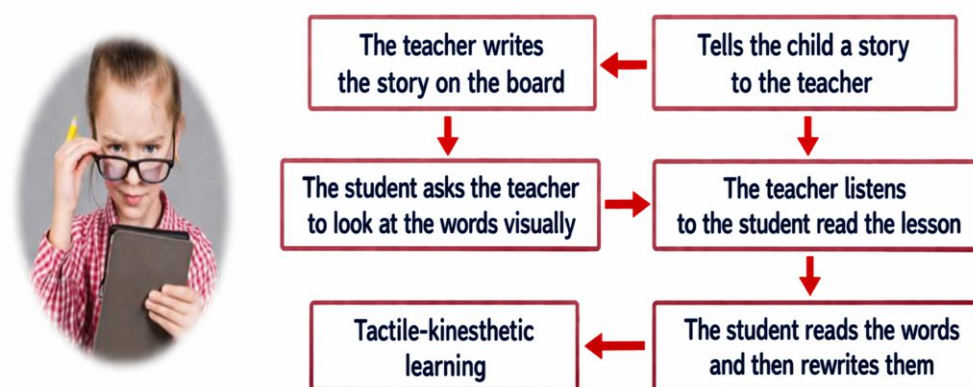 The teacher writes
the story on the board
Tells the child a story
to the teacher
The student asks the teacher
to look at the words visually
The teacher listens
to the student read the lesson
Tactile-kinesthetic
learning
The student reads the words
and then rewrites them